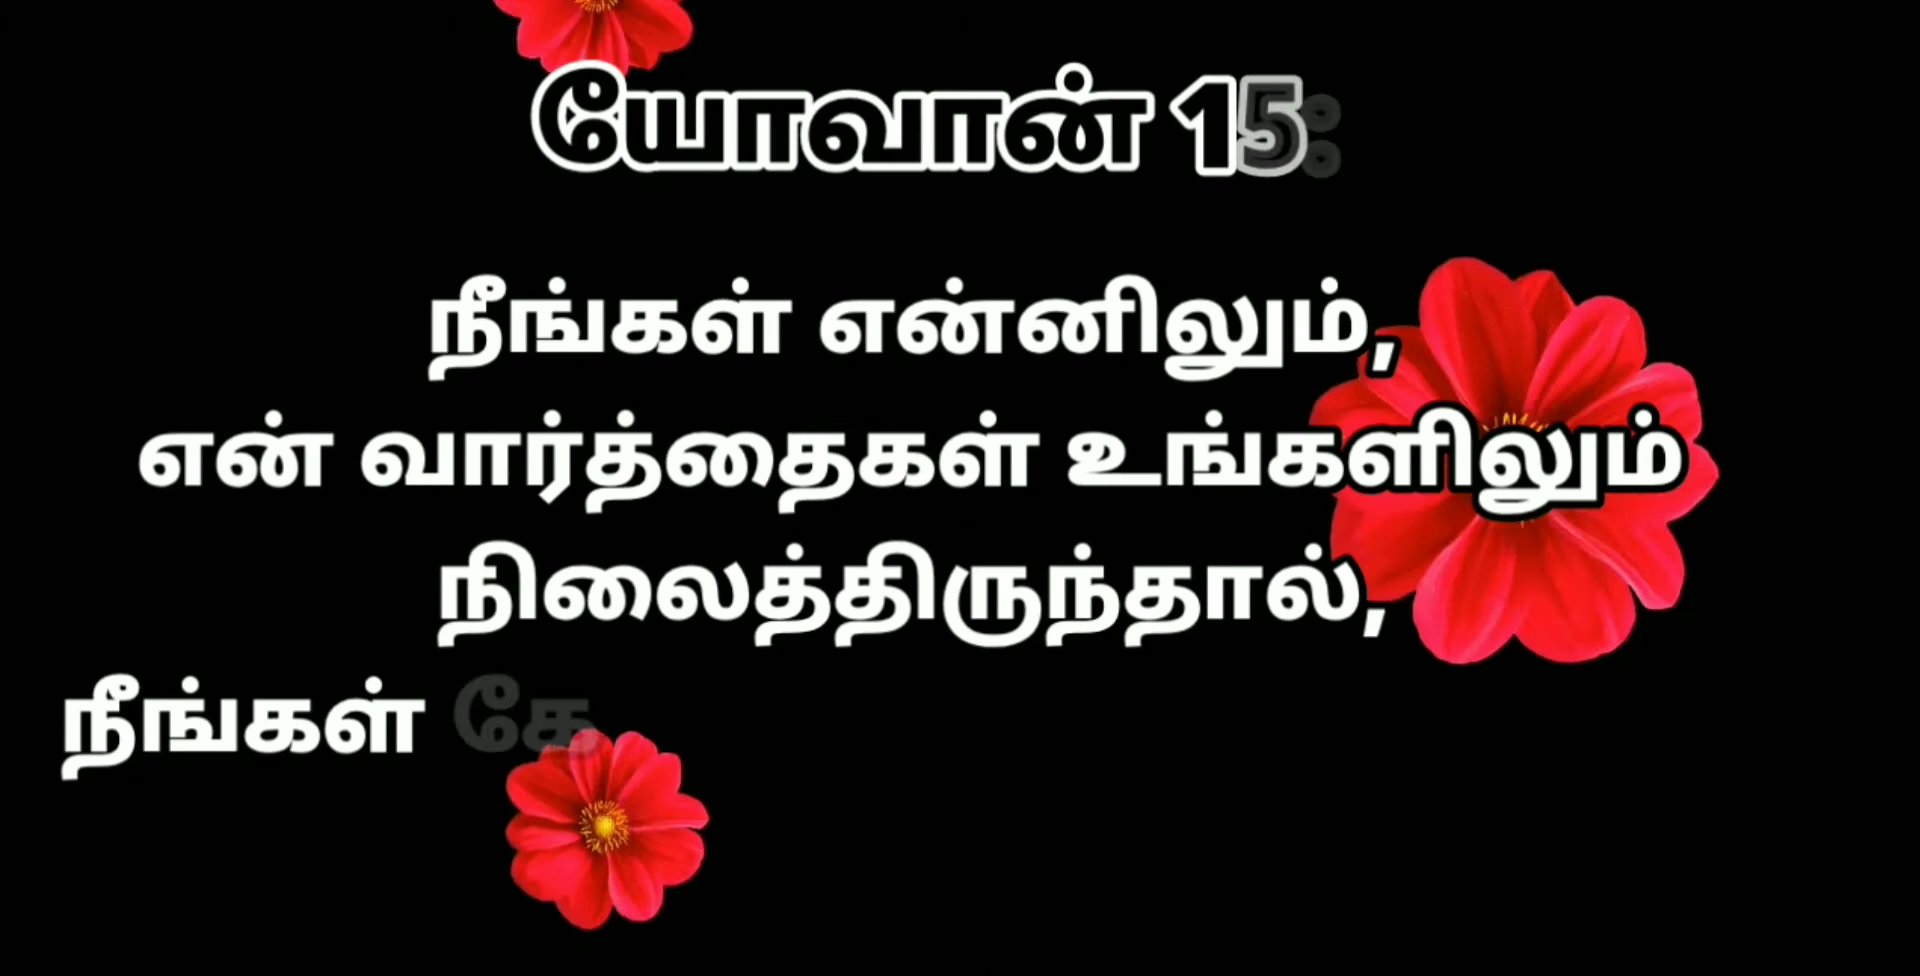 யோவான் 15:
நீங்கள் என்னிலும்,
என் வார்த்தைகள் உங்களிலும்
நிலைத்திருந்தால்,
நீங்கள் கே